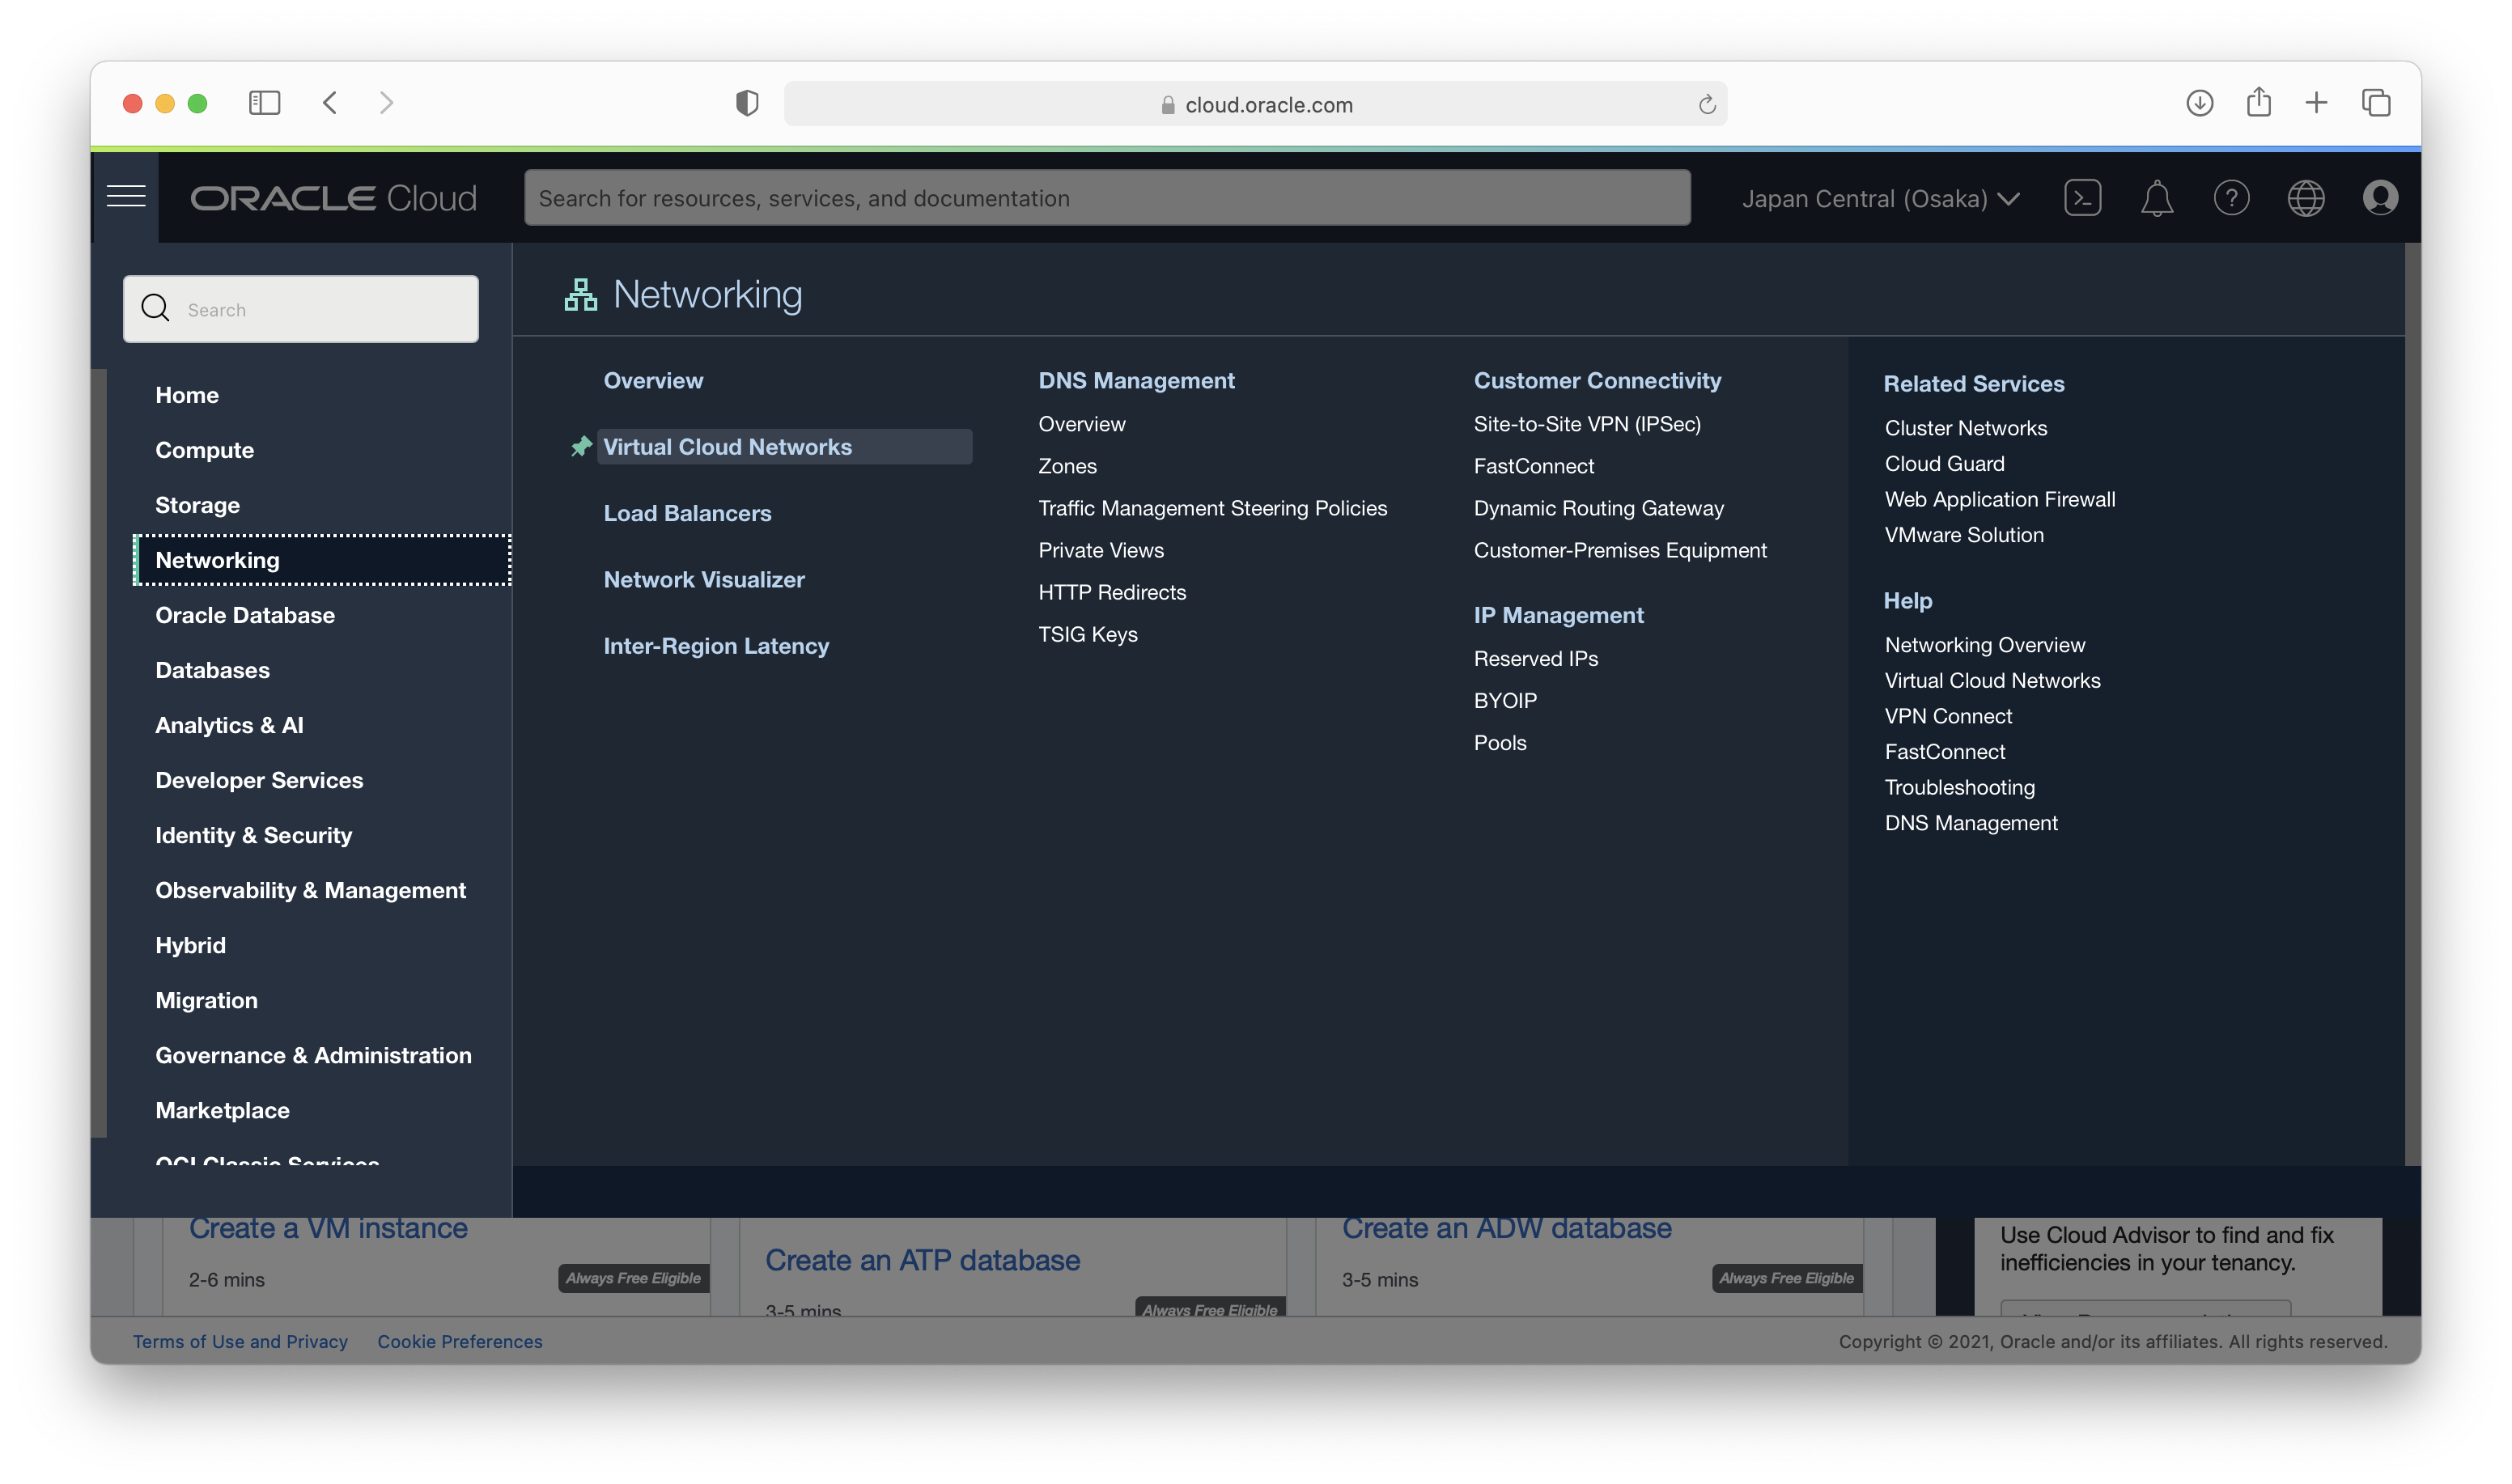 cloud.oracle.com
ORACLE Cloud
Search for resources, services, and documentation
Japan Central (Osaka)
Search
Home
Compute
Storage
Networking
Oracle Database
Databases
Analytics & AI
Developer Services
Identity & Security
Observability & Management
Hybrid
Migration
Governance & Administration
Marketplace
OCI Classic Services
Networking
Overview
Virtual Cloud Networks
Load Balancers
Network Visualizer
Inter-Region Latency
DNS Management
Overview
Zones
Traffic Management Steering Policies
Private Views
HTTP Redirects
TSIG Keys
Customer Connectivity
Site-to-Site VPN (IPSec)
FastConnect
Dynamic Routing Gateway
Customer-Premises Equipment
IP Management
Reserved IPs
BYOIP
Pools
Related Services
Cluster Networks
Cloud Guard
Web Application Firewall
VMware Solution
Help
Networking Overview
Virtual Cloud Networks
VPN Connect
FastConnect
Troubleshooting
DNS Management
Create a VM instance
2-6 mins
Always Free Eligible
Create an ATP database
3-5 mins
Always Free Eligible
Create an ADW database
3-5 mins
Always Free Eligible
Use Cloud Advisor to find and fix
inefficiencies in your tenancy.
Terms of Use and Privacy
Cookie Preferences
Copyright © 2021, Oracle and/or its affiliates. All rights reserved.